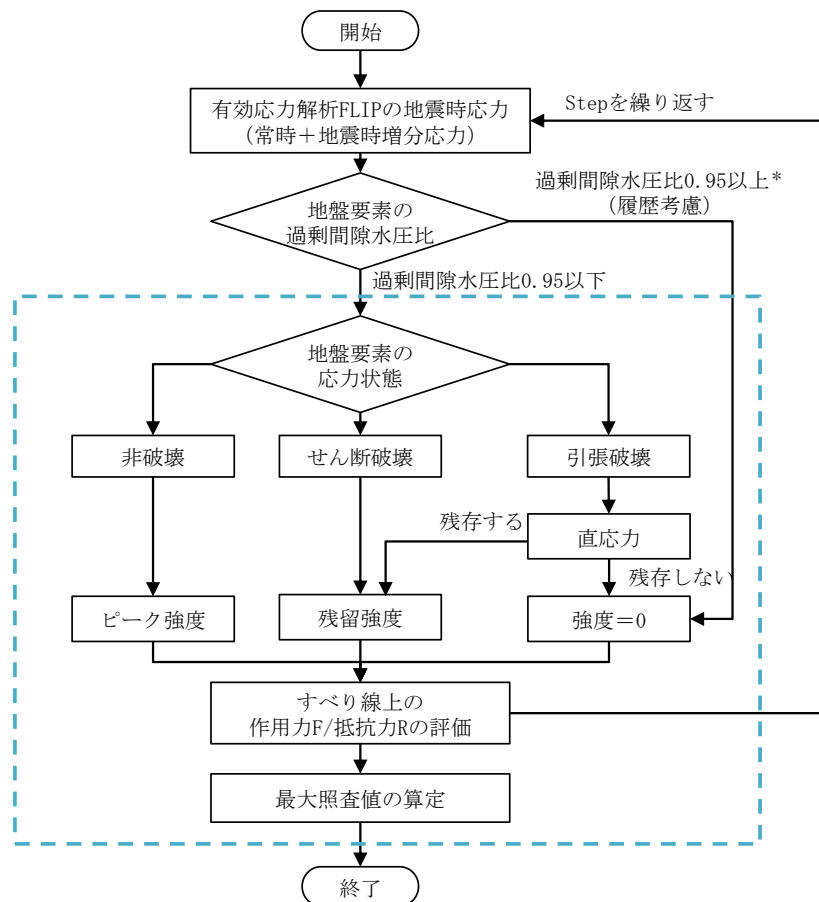 開始
有効応力解析FLIPの地震時応力
(常時+地震時増分応力)
Stepを繰り返す
過剰間隙水圧比0.95以上*
(履歴考慮)
地盤要素の
過剰間隙水圧比
過剰間隙水圧比0.95以下
地盤要素の
応力状態
非破壊
せん断破壊
引張破壊
残存する
直応力
残存しない
ピーク強度
残留強度
強度=0
すべり線上の
作用力F/抵抗力Rの評価
最大照査値の算定
終了